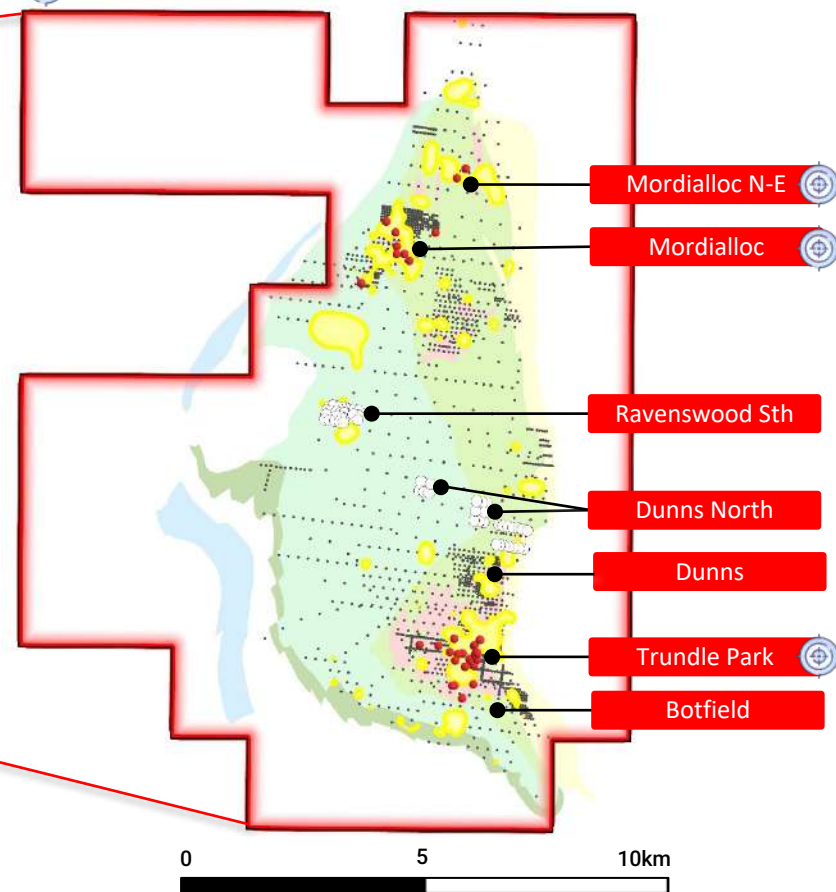 Mordialloc N-E
Mordialloc
Ravenswood Sth
Dunns North
Dunns
Trundle Park
Botfield
0 5 10km